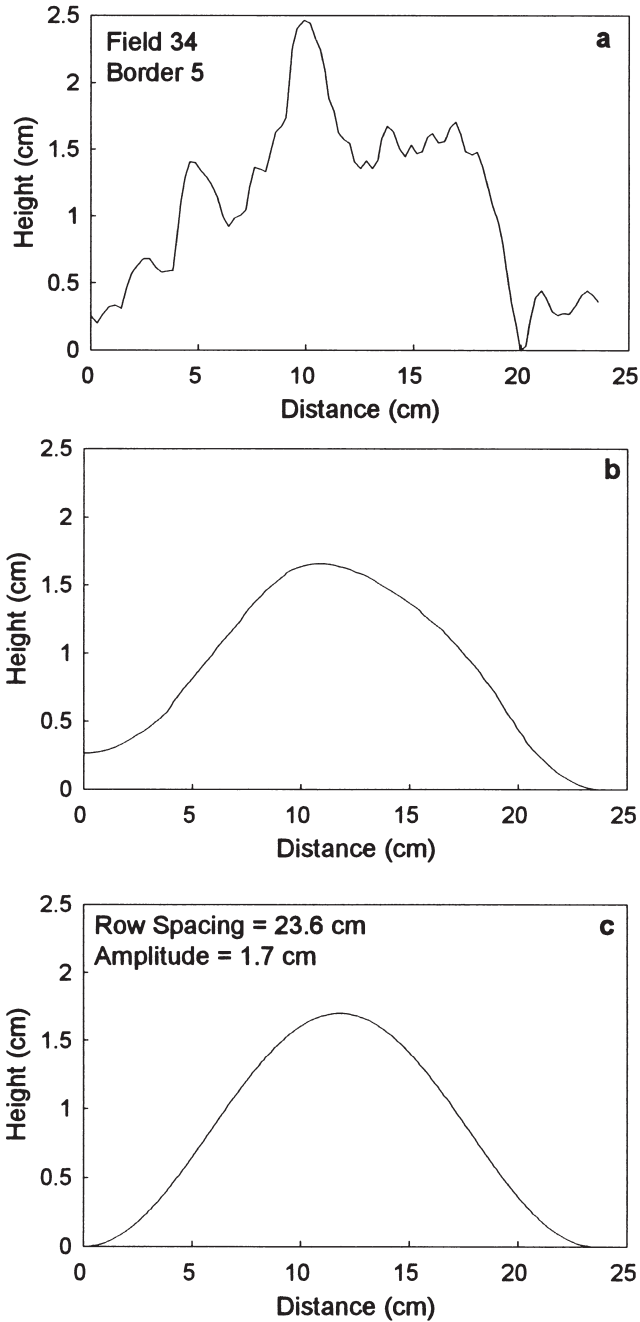 Field 34
Border 5
a
2.5
2
1.5
1
0.5
0
Height (cm)
0 5 10 15 20 25
Distance (cm)
b
2.5
2
1.5
1
0.5
0
Height (cm)
0 5 10 15 20 25
Distance (cm)
Row Spacing = 23.6 cm
Amplitude = 1.7 cm
c
2.5
2
1.5
1
0.5
0
Height (cm)
0 5 10 15 20 25
Distance (cm)